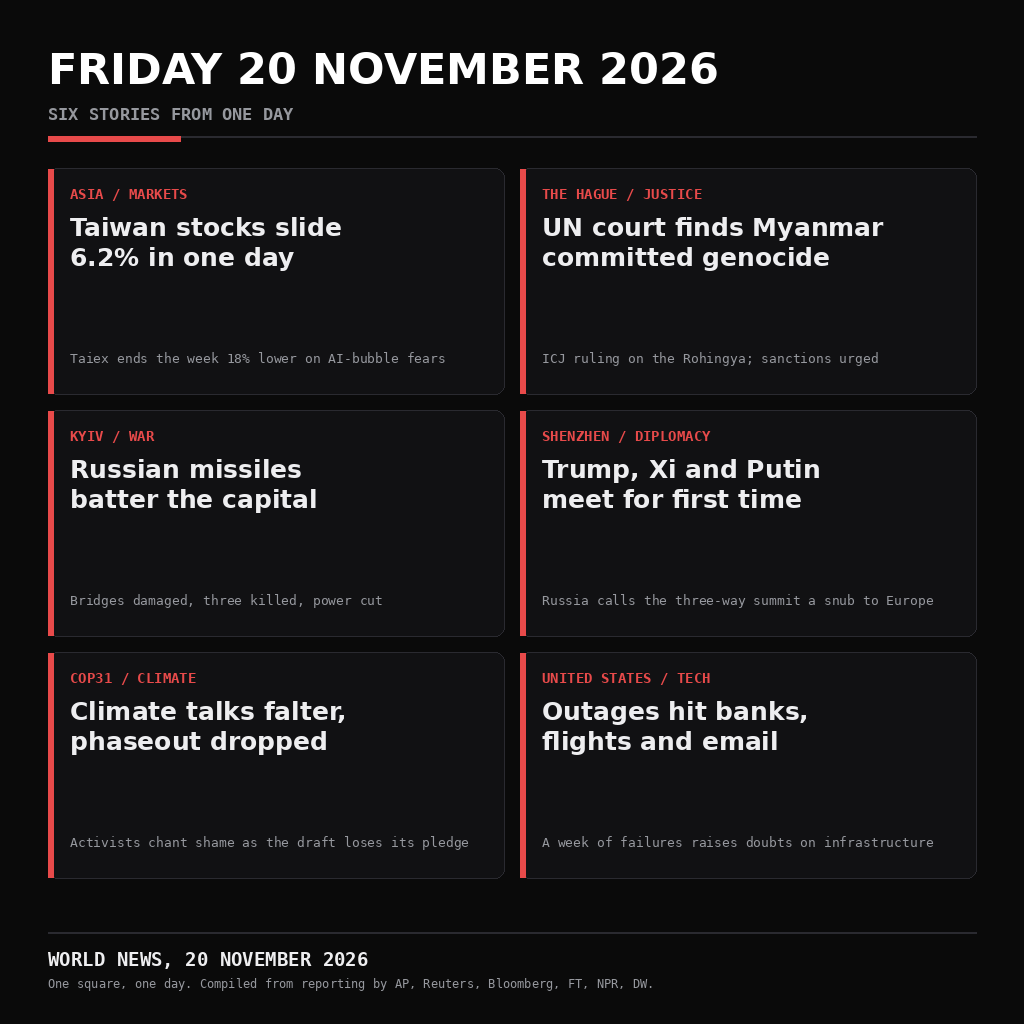 FRIDAY 20 NOVEMBER 2026
SIX STORIES FROM ONE DAY
ASIA / MARKETS
Taiwan stocks slide
6.2% in one day
Taiex ends the week 18% lower on AI-bubble fears
THE HAGUE / JUSTICE
UN court finds Myanmar
committed genocide
ICJ ruling on the Rohingya; sanctions urged
KYIV / WAR
Russian missiles
batter the capital
Bridges damaged, three killed, power cut
SHENZHEN / DIPLOMACY
Trump, Xi and Putin
meet for first time
Russia calls the three-way summit a snub to Europe
COP31 / CLIMATE
Climate talks falter,
phaseout dropped
Activists chant shame as the draft loses its pledge
UNITED STATES / TECH
Outages hit banks,
flights and email
A week of failures raises doubts on infrastructure
WORLD NEWS, 20 NOVEMBER 2026
One square, one day. Compiled from reporting by AP, Reuters, Bloomberg, FT, NPR, DW.